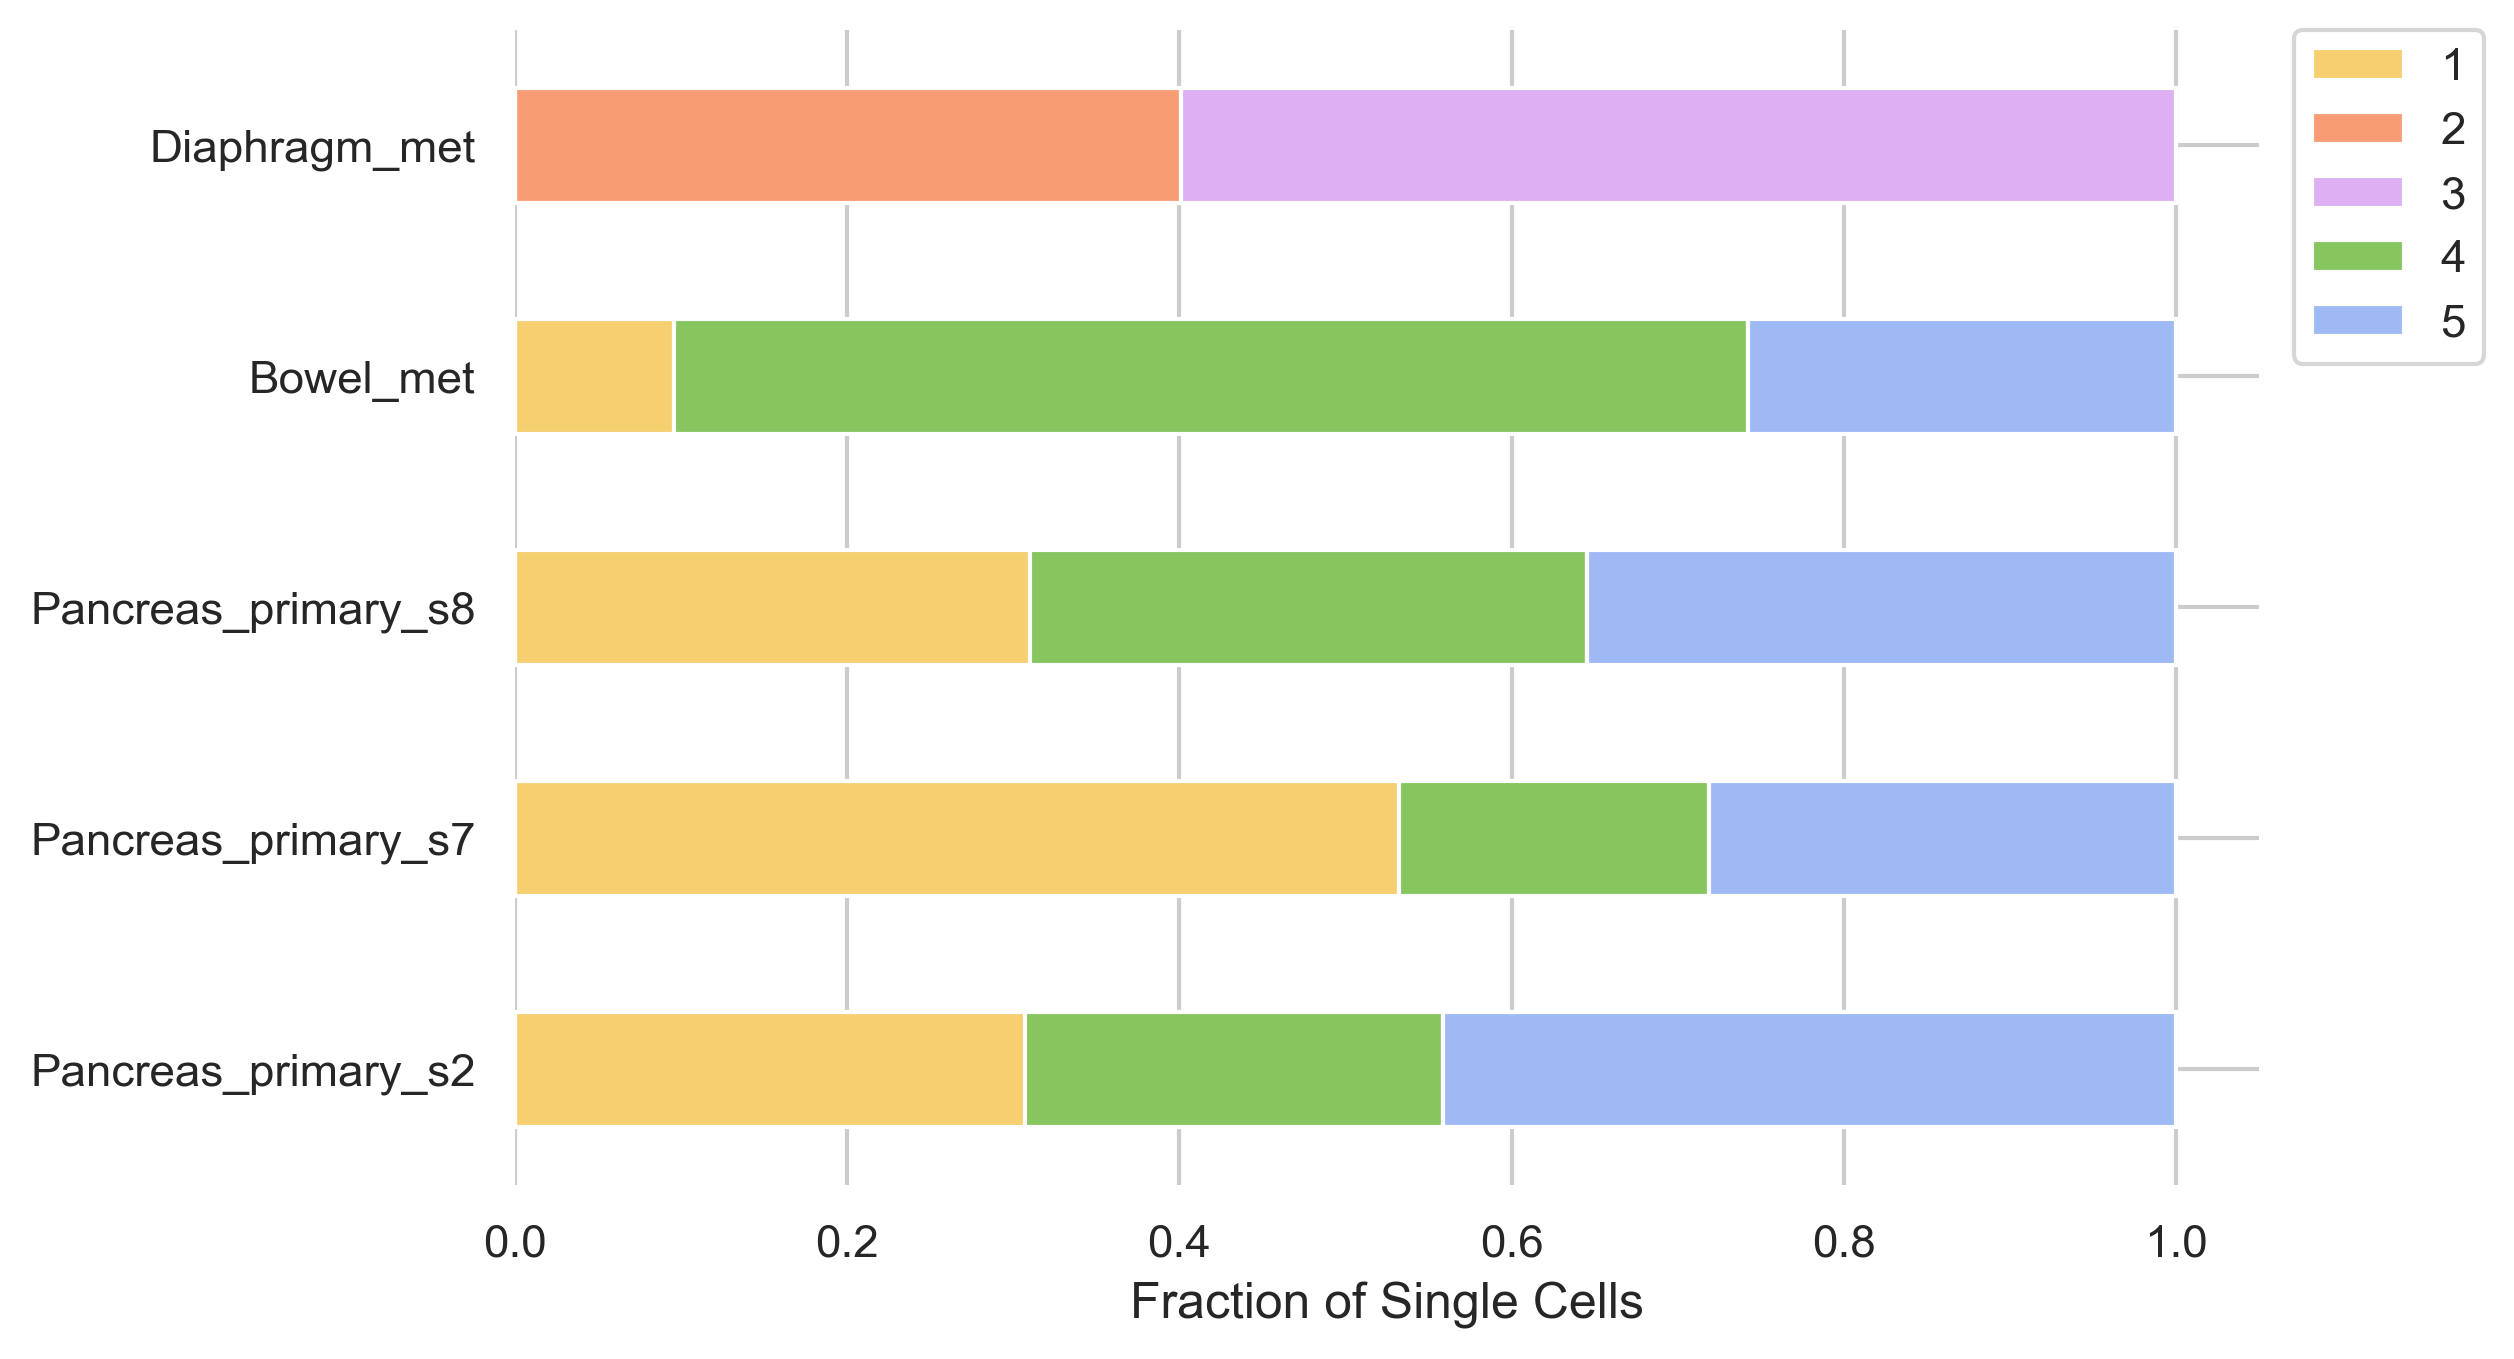 Diaphragm_met
Bowel_met
Pancreas_primary_s8
Pancreas_primary_s7
Pancreas_primary_s2
0.0 0.2 0.4 0.6 0.8 1.0
Fraction of Single Cells
1
2
3
4
5